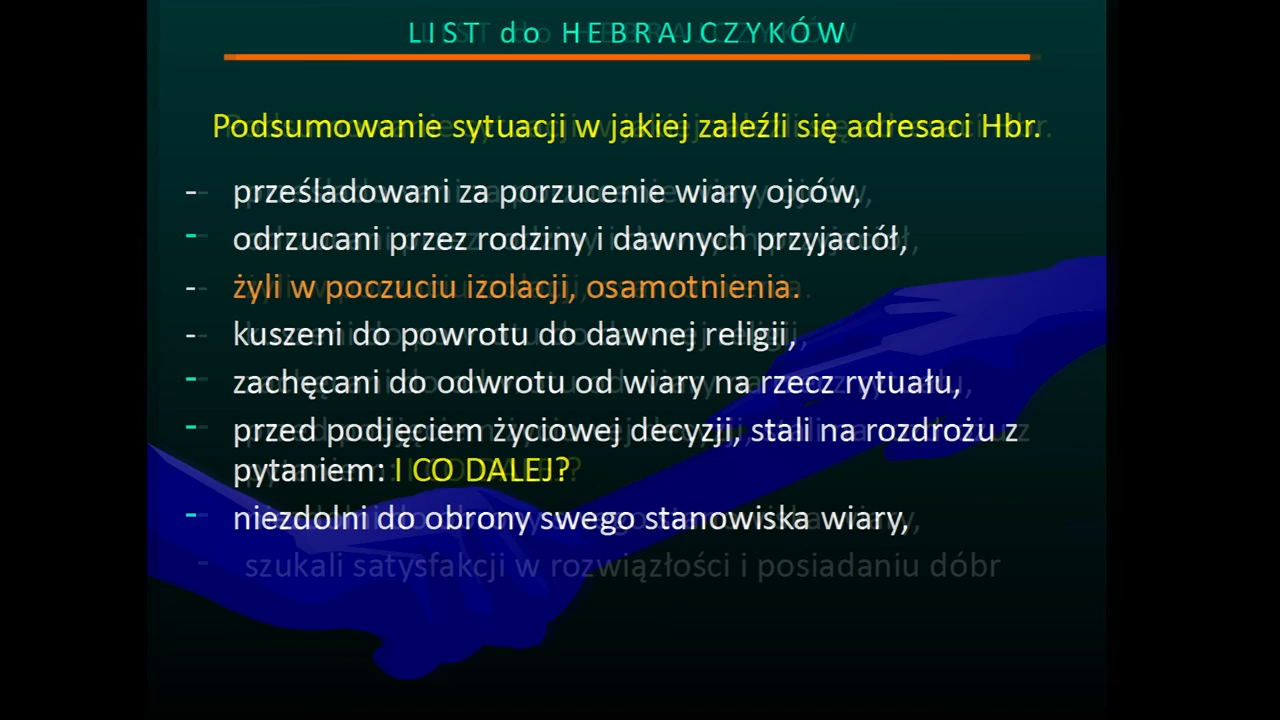 LIST do HEBRAJCZYKÓW
Podsumowanie sytuacji w jakiej zaleźli się adresaci Hbr.
- prześladowani za porzucenie wiary ojców,
- odrzucani przez rodziny i dawnych przyjaciół,
- żyli w poczuciu izolacji, osamotnienia.
- kuszeni do powrotu do dawnej religii,
- zachęcani do odwrotu od wiary na rzecz rytuału,
- przed podjęciem życiowej decyzji, stali na rozdrożu z
pytaniem: I CO DALEJ?
- niezdolni do obrony swego stanowiska wiary,
- szukali satysfakcji w rozwiązłości i posiadaniu dóbr